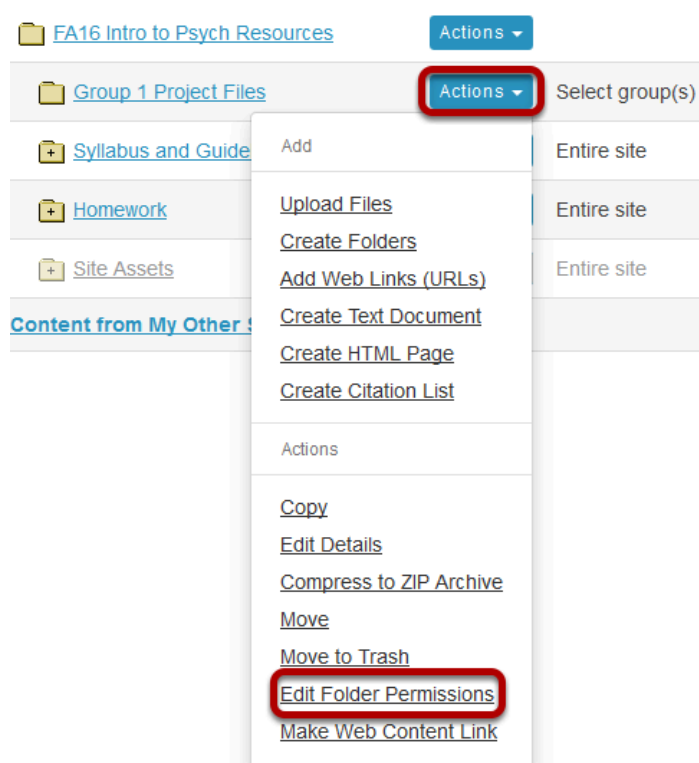 FA16 Intro to Psych Resources Actions
Group 1 Project Files Actions Select group(s)
Syllabus and Guide Entire site
Homework Entire site
Site Assets Entire site
Content from My Other
Add
Upload Files
Create Folders
Add Web Links (URLs)
Create Text Document
Create HTML Page
Create Citation List
Actions
Copy
Edit Details
Compress to ZIP Archive
Move
Move to Trash
Edit Folder Permissions
Make Web Content Link